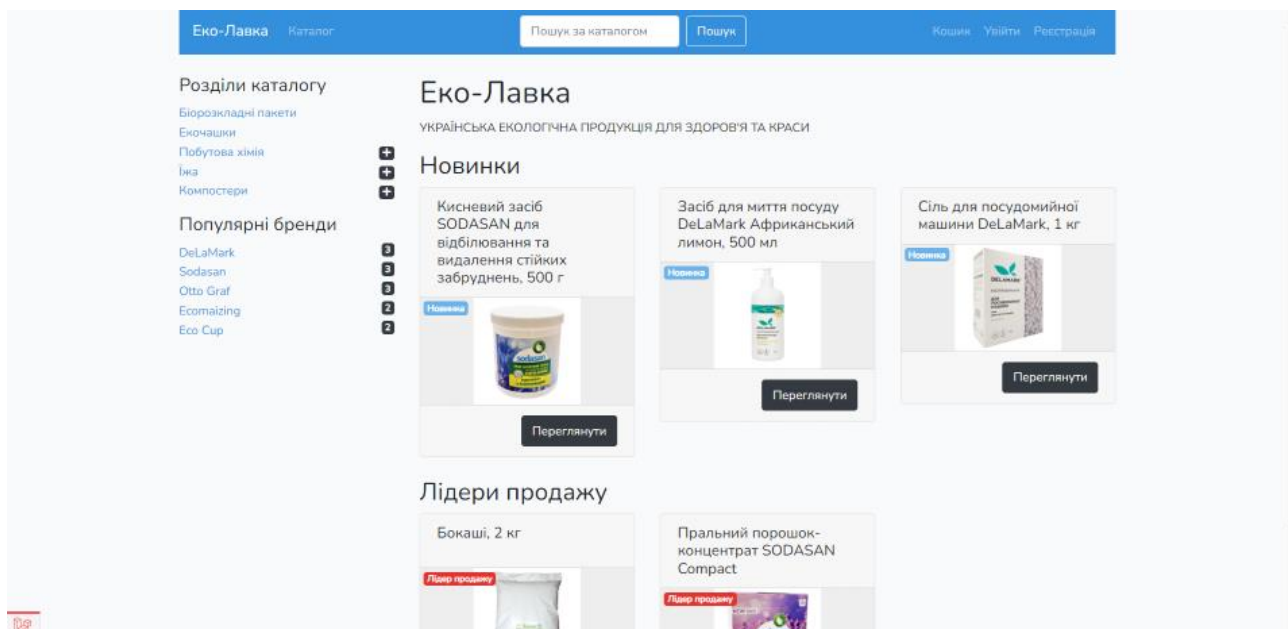 Еко-Лавка Каталог Пошук за каталогом Пошук Кошик Увійти Реєстрація
Розділи каталогу
Біорозкладні пакети
Екочашки
Побутова хімія
Їжа
Компостери
Популярні бренди
DeLaMark 3
Sodasan 3
Otto Graf 3
Ecomaizing 2
Eco Cup 2
Еко-Лавка
УКРАЇНСЬКА ЕКОЛОГІЧНА ПРОДУКЦІЯ ДЛЯ ЗДОРОВ'Я ТА КРАСИ
Новинки
Кисневий засіб
SODASAN для
відбілювання та
видалення стійких
забруднень, 500 г
Новинка
sodasan
Переглянути
Засіб для миття посуду
DeLaMark Африканський
лимон, 500 мл
Новинка
Переглянути
Сіль для посудомийної
машини DeLaMark, 1 кг
Новинка
DELAMARK
Переглянути
Лідери продажу
Бокаші, 2 кг
Лідер продажу
Пральний порошок-
концентрат SODASAN
Compact
Лідер продажу